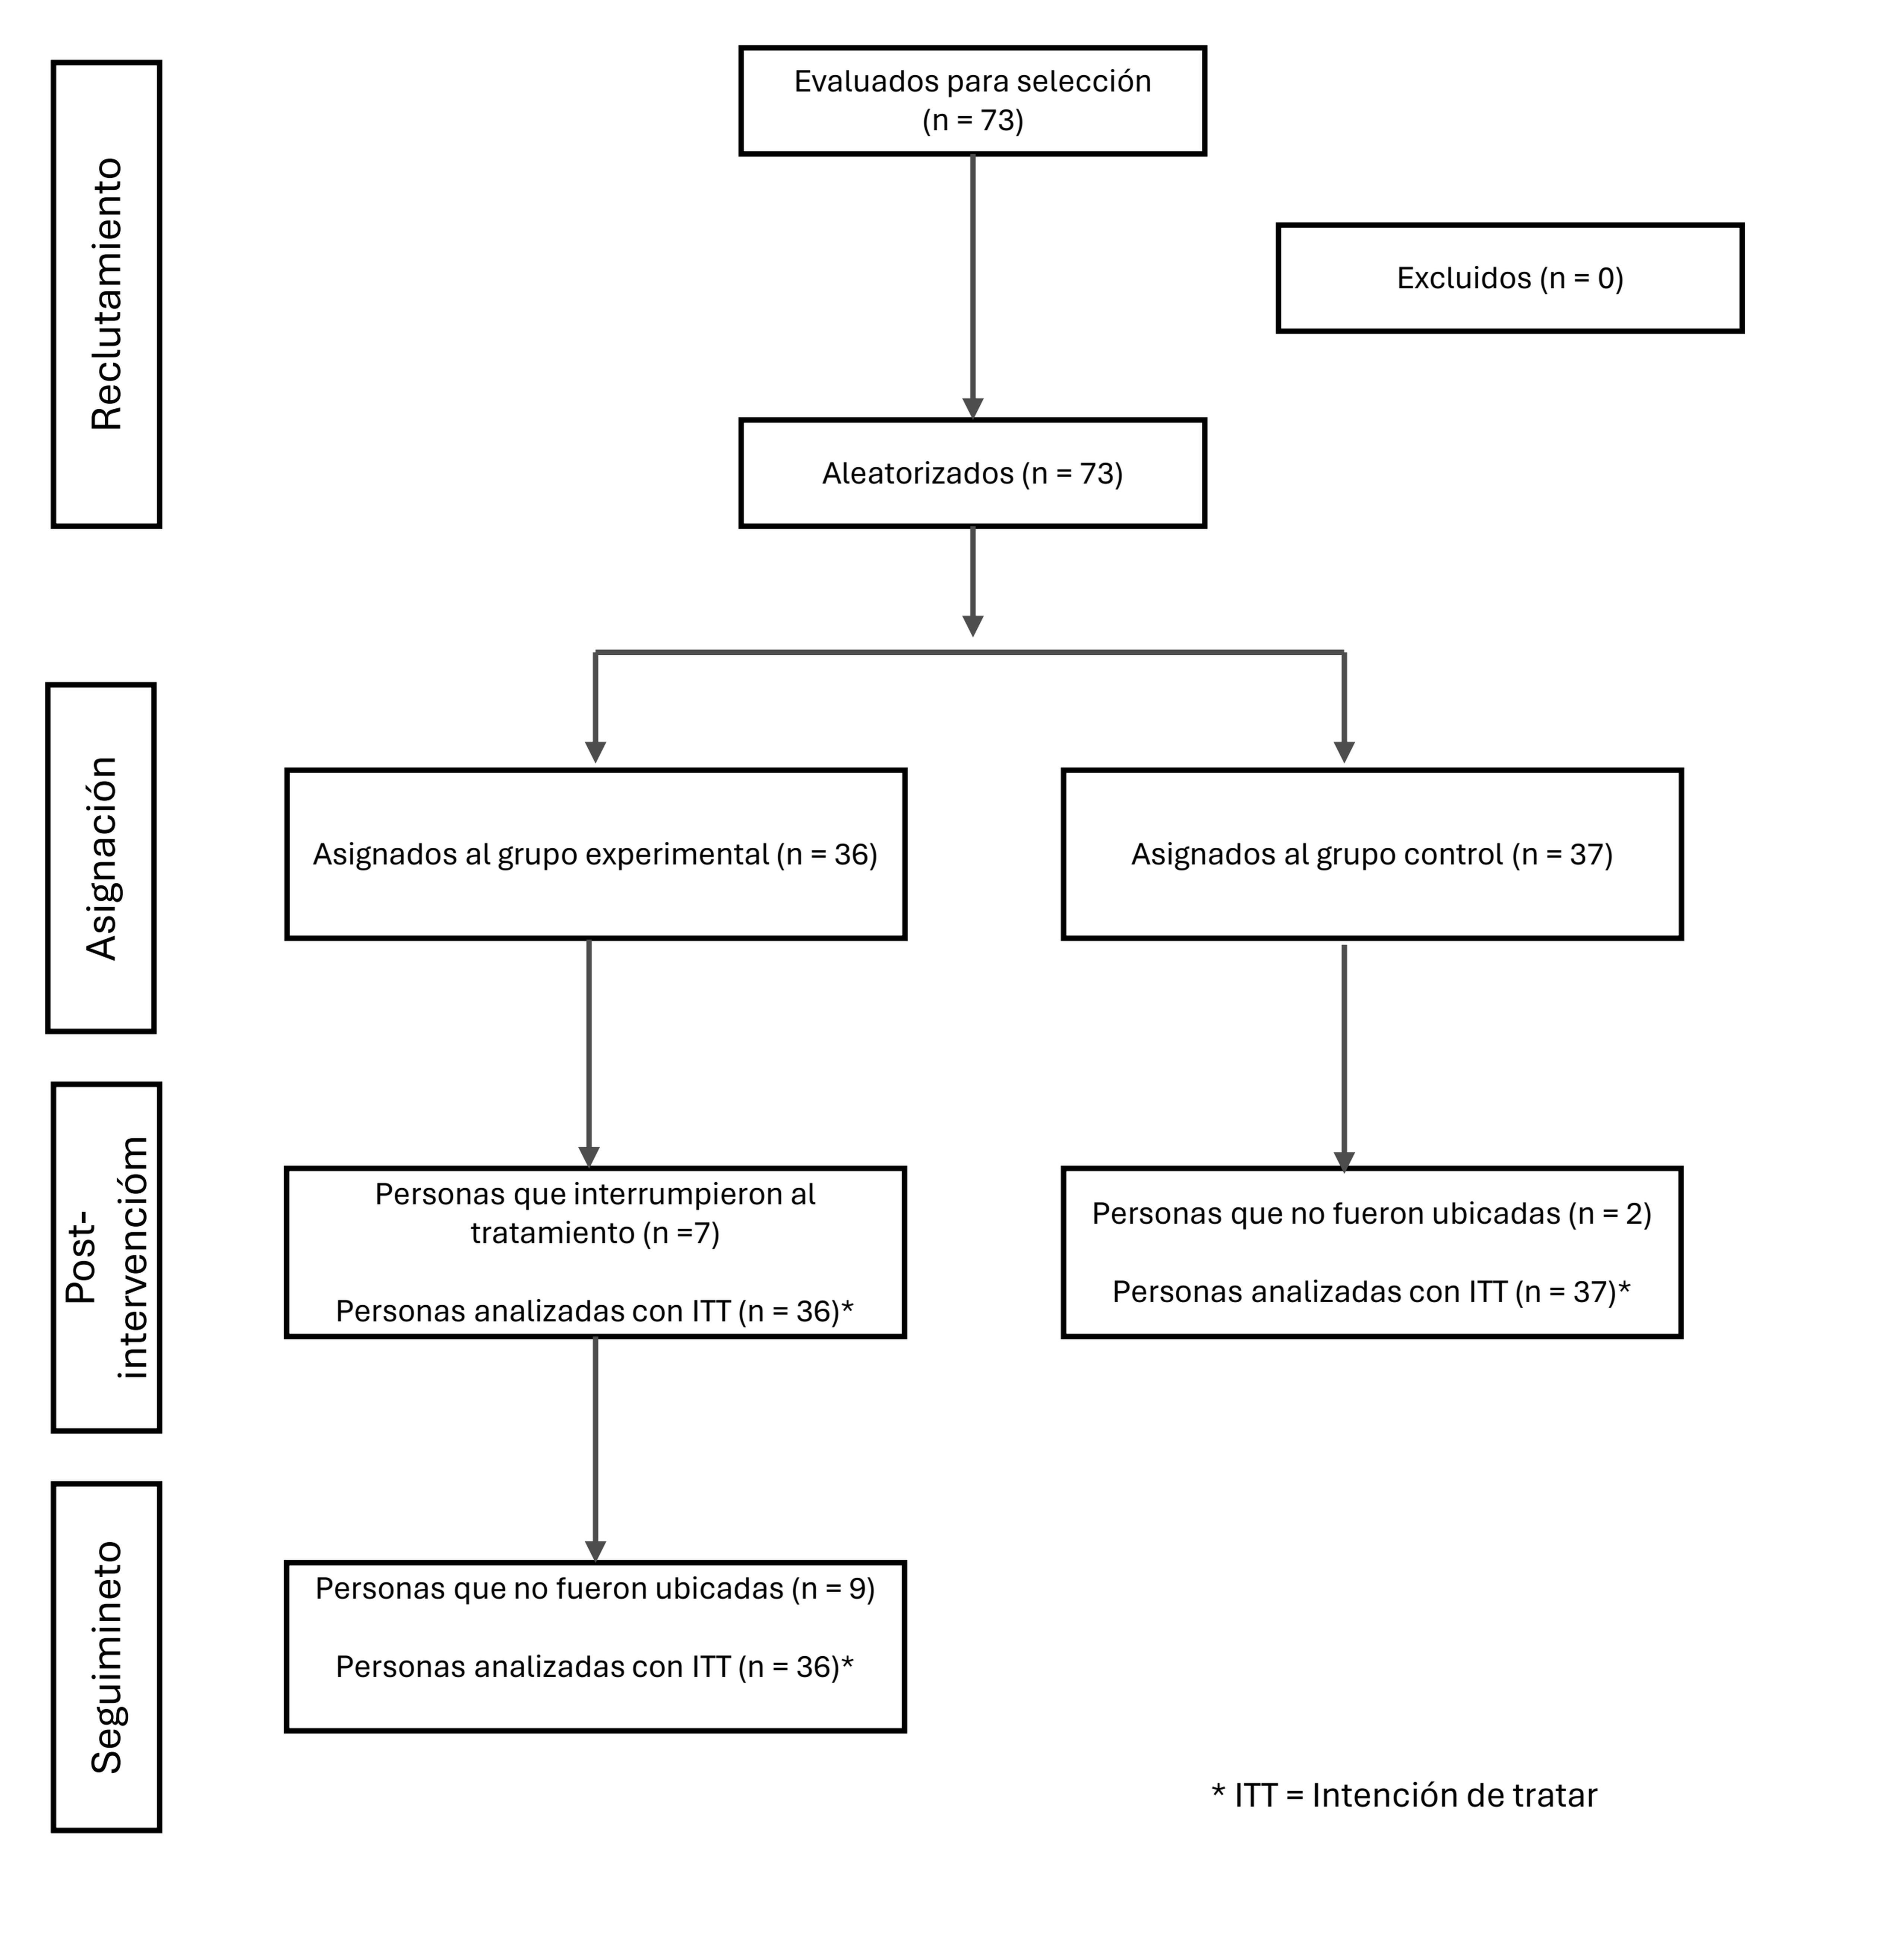 Reclutamiento
Evaluados para selección
(n = 73)
Excluidos (n = 0)
Aleatorizados (n = 73)
Asignación
Asignados al grupo experimental (n = 36)
Asignados al grupo control (n = 37)
Post-
intervencióm
Personas que interrumpieron al
tratamiento (n =7)
Personas analizadas con ITT (n = 36)*
Personas que no fueron ubicadas (n = 2)
Personas analizadas con ITT (n = 37)*
Seguimineto
Personas que no fueron ubicadas (n = 9)
Personas analizadas con ITT (n = 36)*
* ITT = Intención de tratar